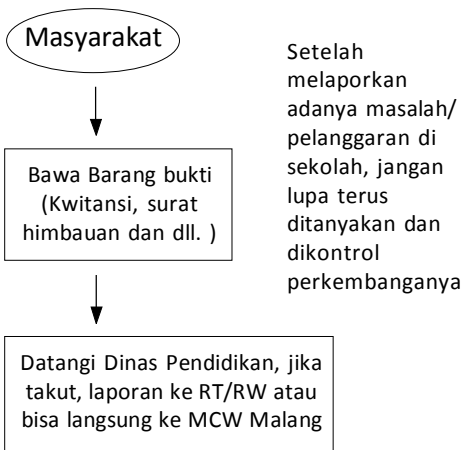 Masyarakat
Bawa Barang bukti
(Kwitansi, surat
himbauan dan dll. )
Datangi Dinas Pendidikan, jika
takut, laporan ke RT/RW atau
bisa langsung ke MCW Malang
Setelah
melaporkan
adanya masalah/
pelanggaran di
sekolah, jangan
lupa terus
ditanyakan dan
dikontrol
perkembanganya